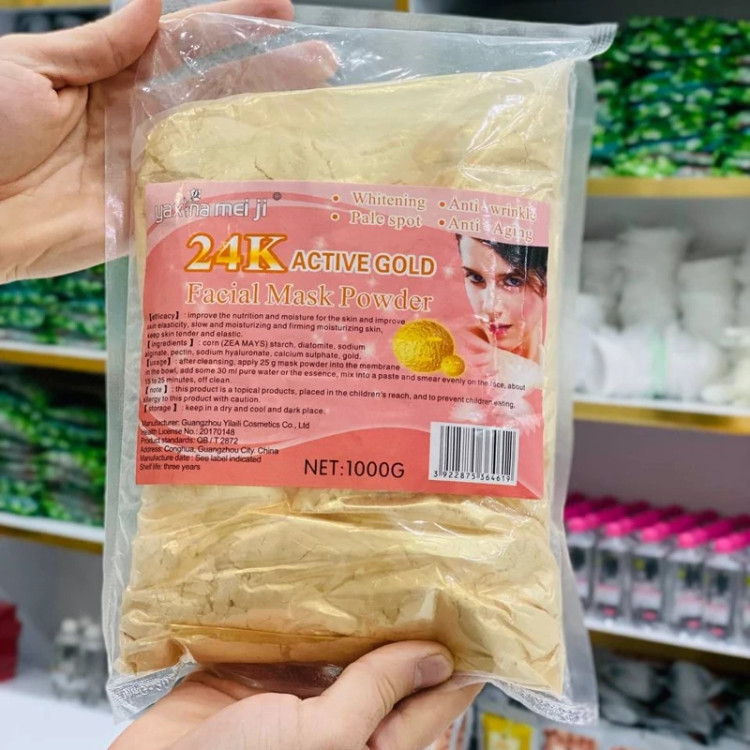 yakina mei ji ®
• Whitening • Anti-wrinkle
• Pale spot • Anti- Aging
24K ACTIVE GOLD
Facial Mask Powder
【efficacy】: improve the nutrition and moisture for the skin and improve
skin elasticity, slow and moisturizing and firming moisturizing skin,
keep skin tender and elastic.
【ingredients】: corn (ZEA MAYS) starch, diatomite, sodium
alginate, pectin, sodium hyaluronate, calcium sulphate, gold.
【usage】: after cleansing, apply 25 g mask powder into the membrane
in the bowl, add some 30 ml pure water or the essence, mix into a paste and smear evenly on the face, about
15 to 25 minutes, off clean.
【note】: this product is a topical products, placed in the children's reach, and to prevent children eating,
allergy to this product with caution.
【storage】: keep in a dry and cool and dark place.
Manufacturer: Guangzhou Yilaifi Cosmetics Co., Ltd
Health License No.: 20170148
Product standards: QB / T 2872
Address: Conghua, Guangzhou City, China
Manufacture date: See label indicated
Shelf life: three years
NET:1000G
3 922875 364619